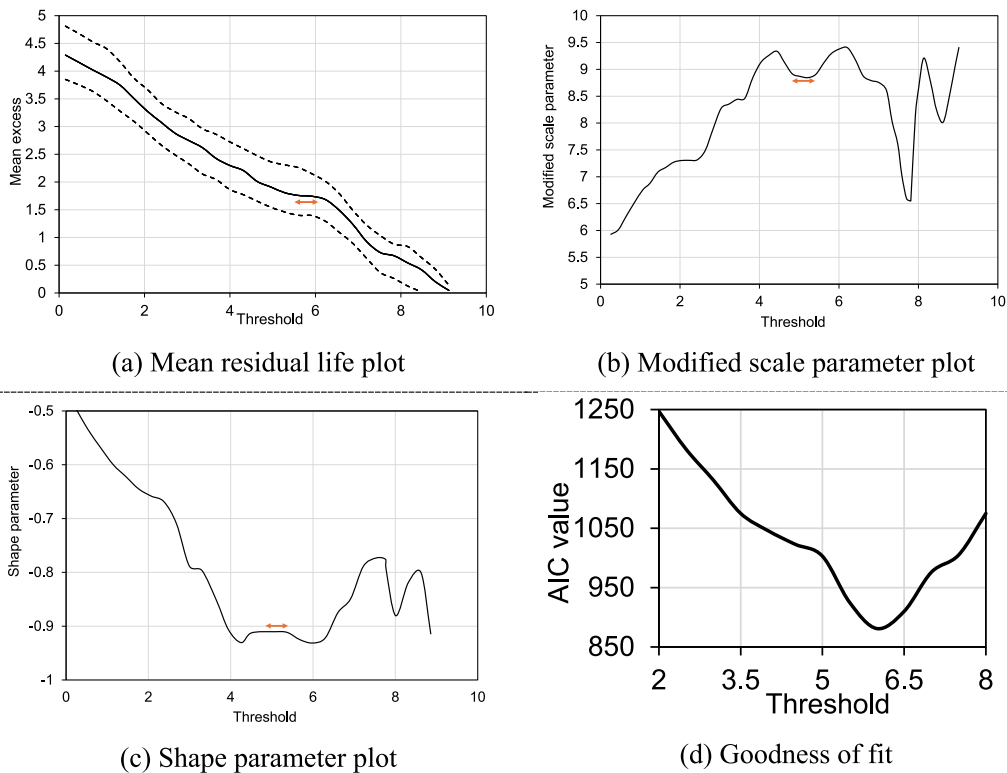 5
4.5
4
3.5
3
2.5
2
1.5
1
0.5
0
Mean excess
0 2 4 6 8 10
Threshold
(a) Mean residual life plot
10
9.5
9
8.5
8
7.5
7
6.5
6
5.5
5
Modified scale parameter
0 2 4 6 8 10
Threshold
(b) Modified scale parameter plot
-0.5
-0.6
-0.7
-0.8
-0.9
-1
Shape parameter
0 2 4 6 8 10
Threshold
(c) Shape parameter plot
1250
1150
1050
950
850
AIC value
2 3.5 5 6.5 8
Threshold
(d) Goodness of fit